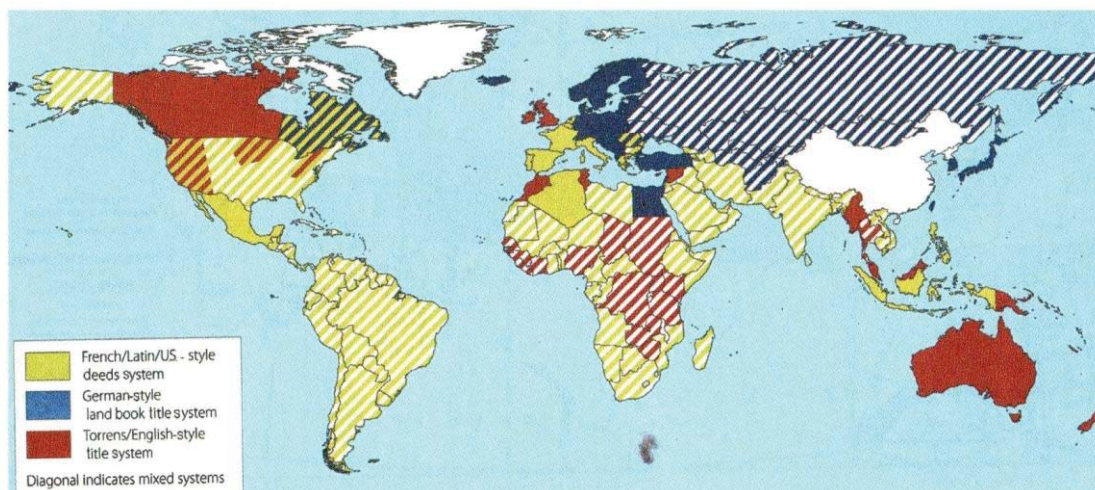 French/Latin/US. - style
deeds system
German-style
land book title system
Torrens/English-style
title system
Diagonal indicates mixed systems